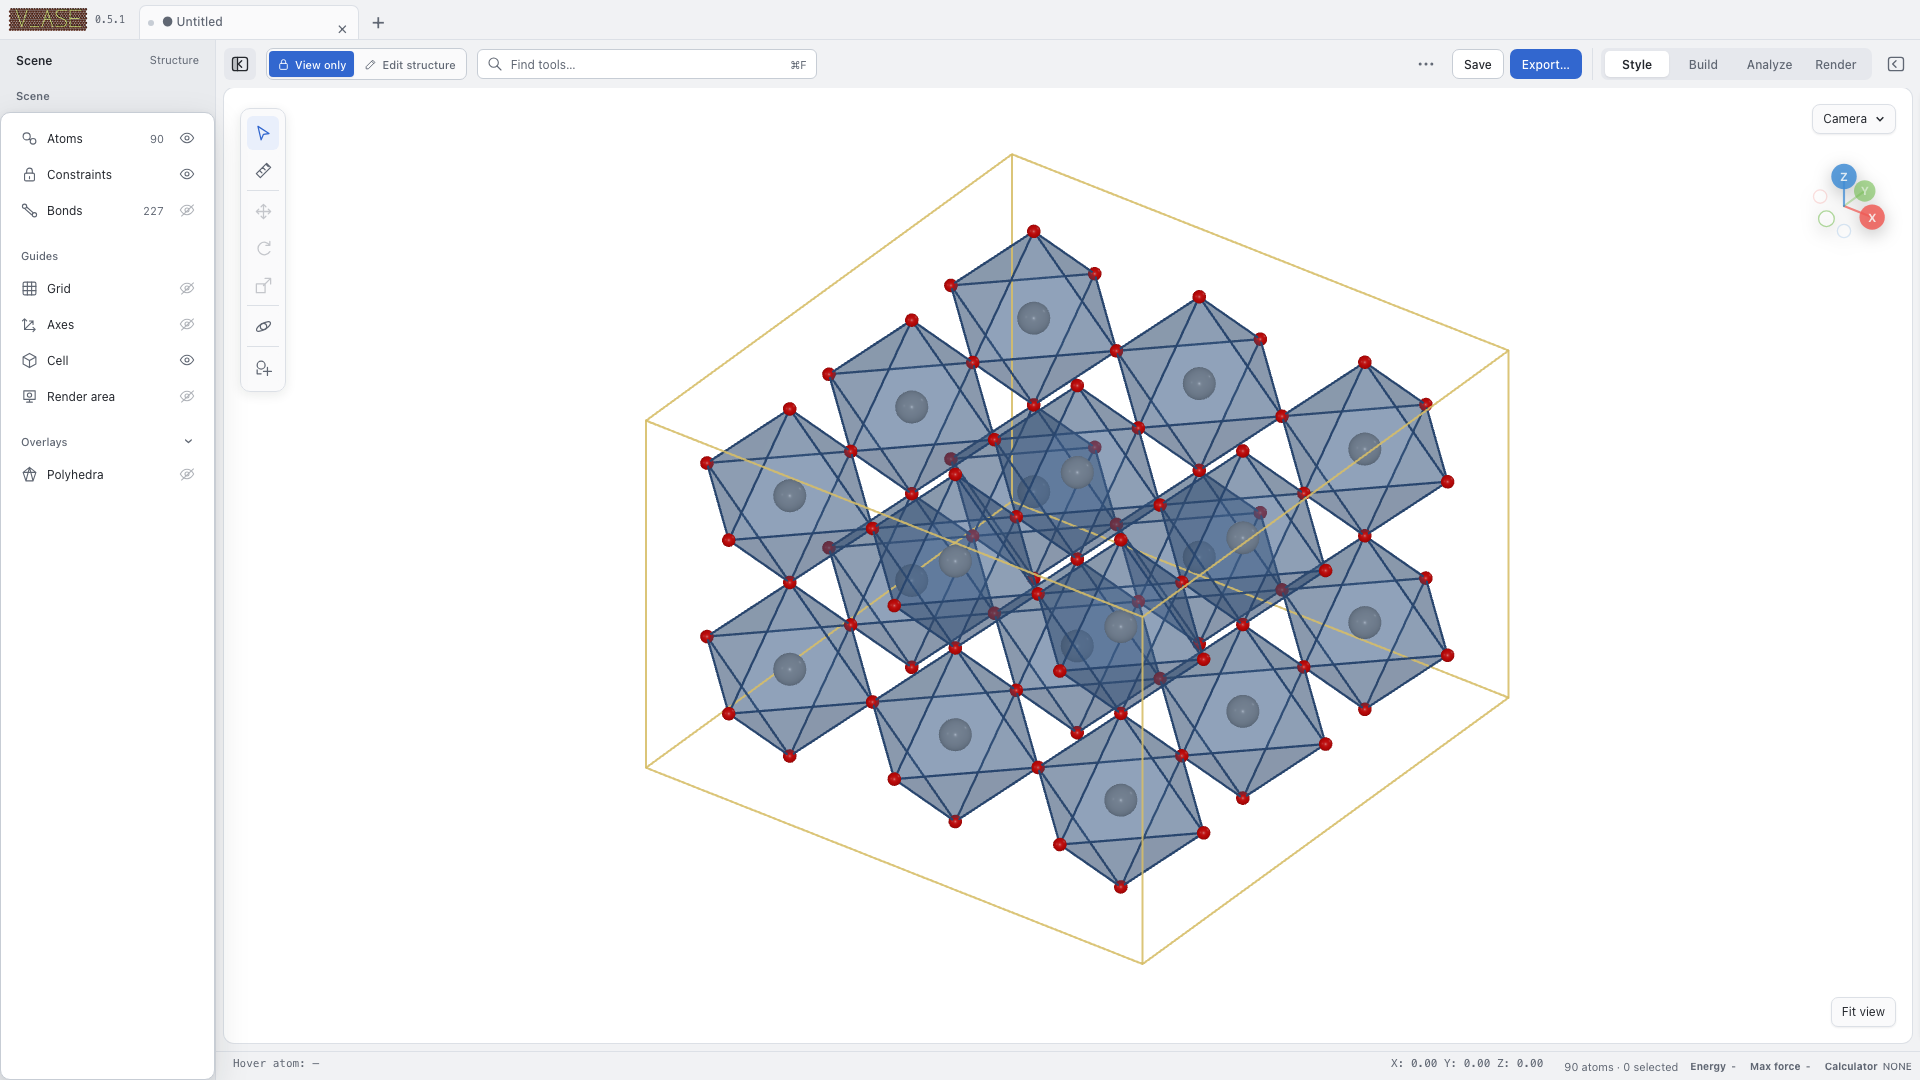 V_ASE
0.5.1
Untitled
Scene
Structure
View only
Edit structure
Find tools...
⌘F
Save
Export...
Style
Build
Analyze
Render
Scene
Atoms
90
Constraints
Bonds
227
Guides
Grid
Axes
Cell
Render area
Overlays
Polyhedra
Camera
Z
Y
X
Fit view
Hover atom: —
X: 0.00 Y: 0.00 Z: 0.00
90 atoms · 0 selected
Energy -
Max force -
Calculator NONE